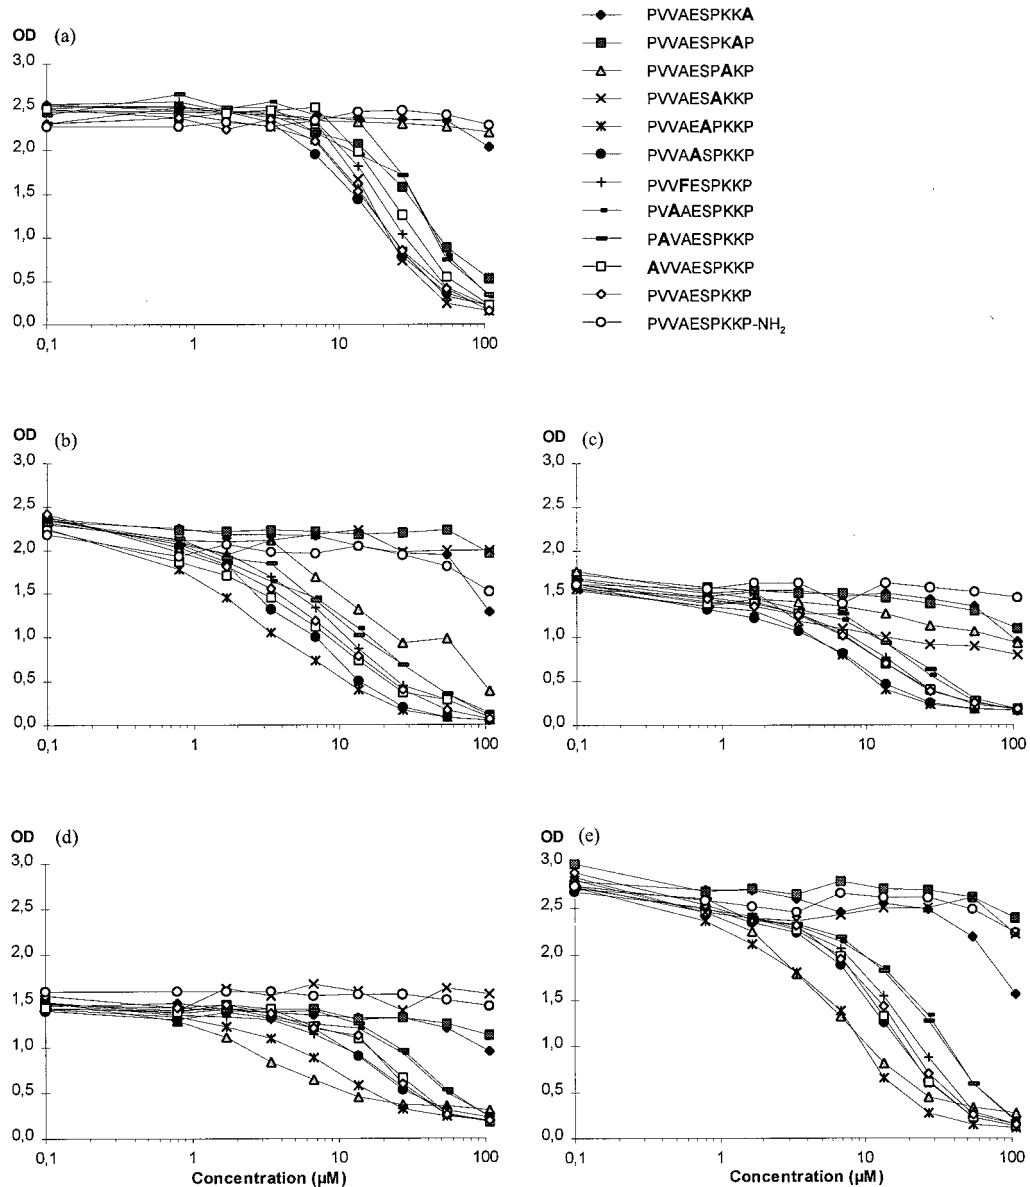 OD (a)
3,0
2,5
2,0
1,5
1,0
0,5
0,0
0,1 1 10 100
PVVAESPKKA
PVVAESPKAP
PVVAESPAKP
PVVAESAKKP
PVVAEAPKKP
PVVAASPKKP
PVVFESPKKP
PVAAESPKKP
PAVAESPKKP
AVVAESPKKP
PVVAESPKKP
PVVAESPKKP-NH₂
OD (b)
3,0
2,5
2,0
1,5
1,0
0,5
0,0
0,1 1 10 100
OD (c)
3,0
2,5
2,0
1,5
1,0
0,5
0,0
0,1 1 10 100
OD (d)
3,0
2,5
2,0
1,5
1,0
0,5
0,0
0,1 1 10 100
Concentration (µM)
OD (e)
3,0
2,5
2,0
1,5
1,0
0,5
0,0
0,1 1 10 100
Concentration (µM)